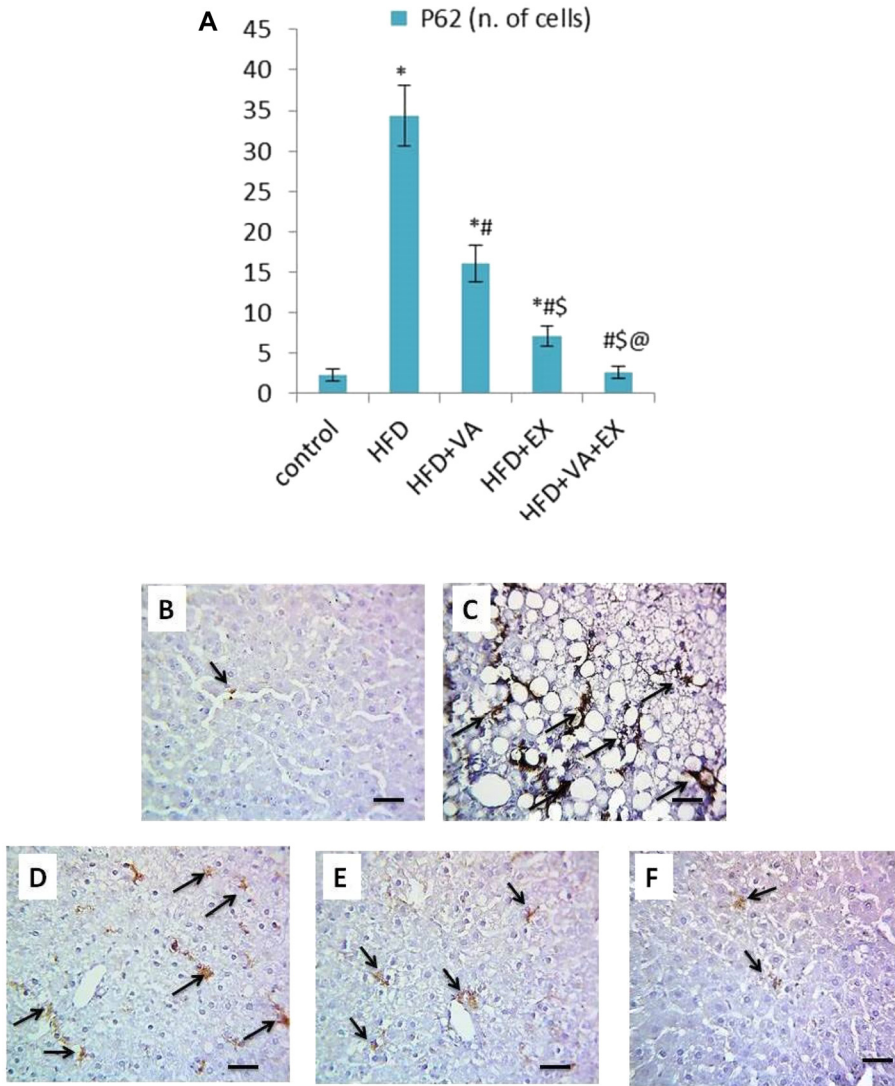 A
P62 (n. of cells)
45
40
35
30
25
20
15
10
5
0
*
*#
*#$
#$@
control
HFD
HFD+VA
HFD+EX
HFD+VA+EX
B
C
D
E
F